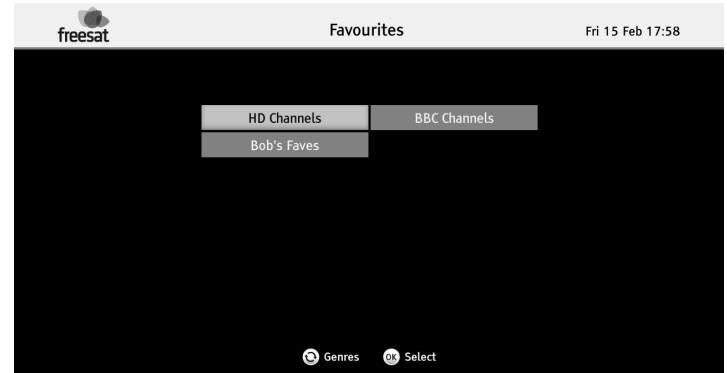 freesat Favourites Fri 15 Feb 17:58
HD Channels BBC Channels
Bob's Faves
Genres OK Select